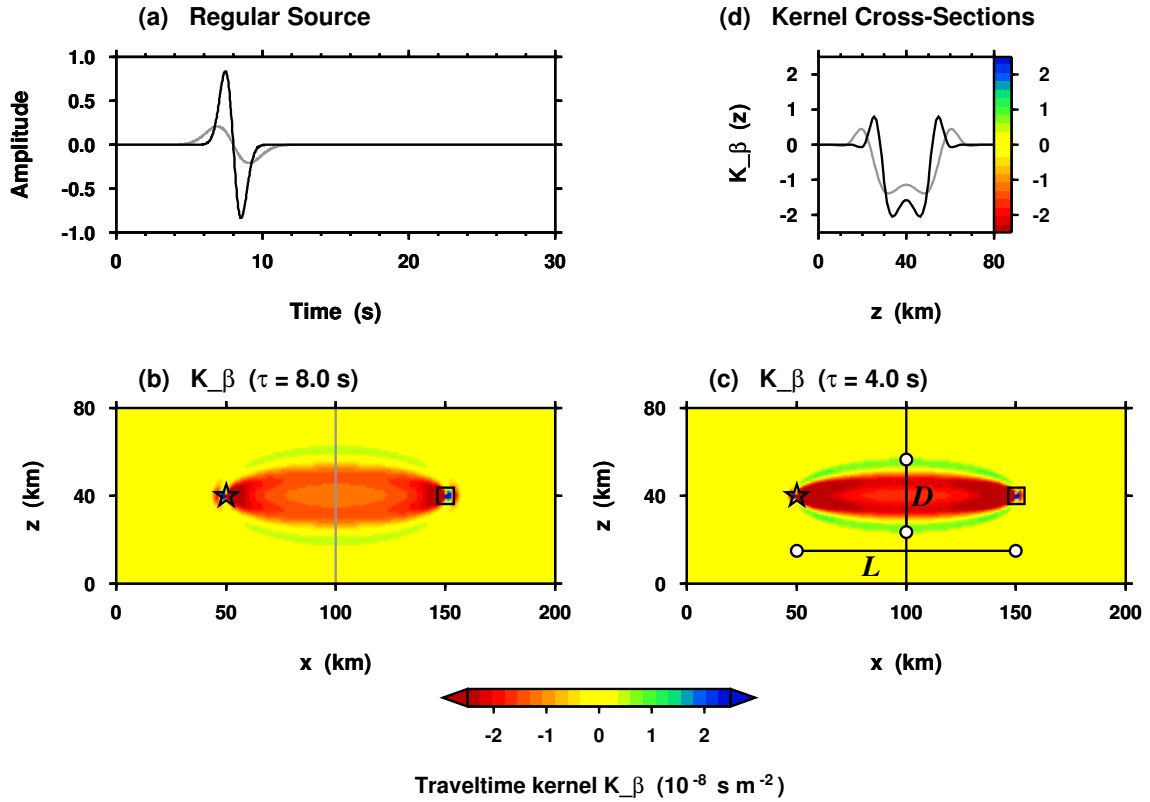 (a) Regular Source
1.0
0.5
0.0
-0.5
-1.0
Amplitude
0 10 20 30
Time (s)
(d) Kernel Cross-Sections
2
1
0
-1
-2
K_β (z)
2
1
0
-1
-2
0 40 80
z (km)
(b) K_β (τ = 8.0 s)
80
40
0
z (km)
0 50 100 150 200
x (km)
(c) K_β (τ = 4.0 s)
80
40
0
z (km)
D
L
0 50 100 150 200
x (km)
-2 -1 0 1 2
Traveltime kernel K_β (10⁻⁸ s m⁻²)